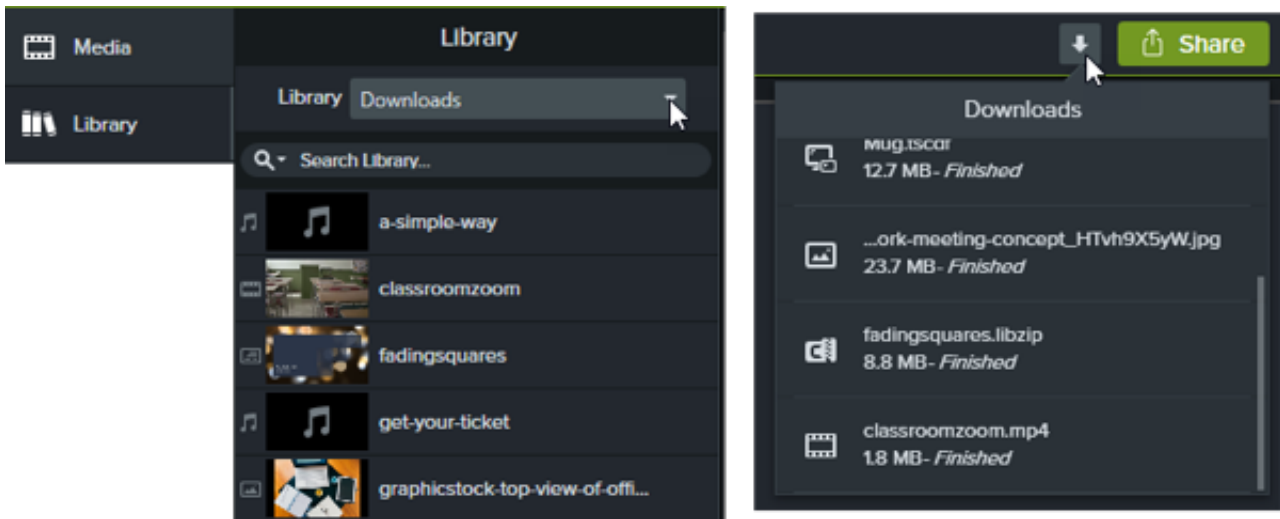 Media
Library
Library
Library Downloads
Search Library...
a-simple-way
classroomzoom
fadingsquares
get-your-ticket
graphicstock-top-view-of-offi...
Share
Downloads
Mug.tscdf
12.7 MB- Finished
...ork-meeting-concept_HTvh9X5yW.jpg
23.7 MB- Finished
fadingsquares.libzip
8.8 MB- Finished
classroomzoom.mp4
1.8 MB- Finished